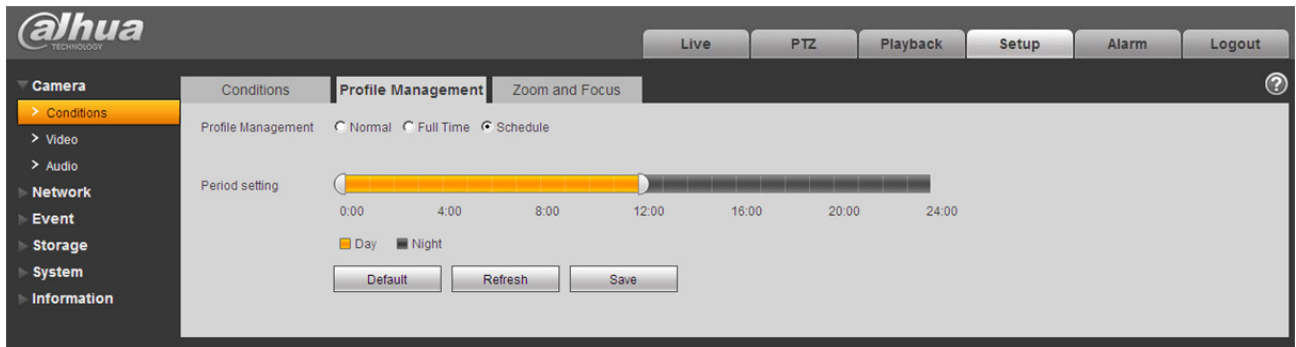 alhua
TECHNOLOGY
Live PTZ Playback Setup Alarm Logout
Camera
Conditions
Video
Audio
Network
Event
Storage
System
Information
Conditions Profile Management Zoom and Focus
Profile Management Normal Full Time Schedule
Period setting
0:00 4:00 8:00 12:00 16:00 20:00 24:00
Day Night
Default Refresh Save